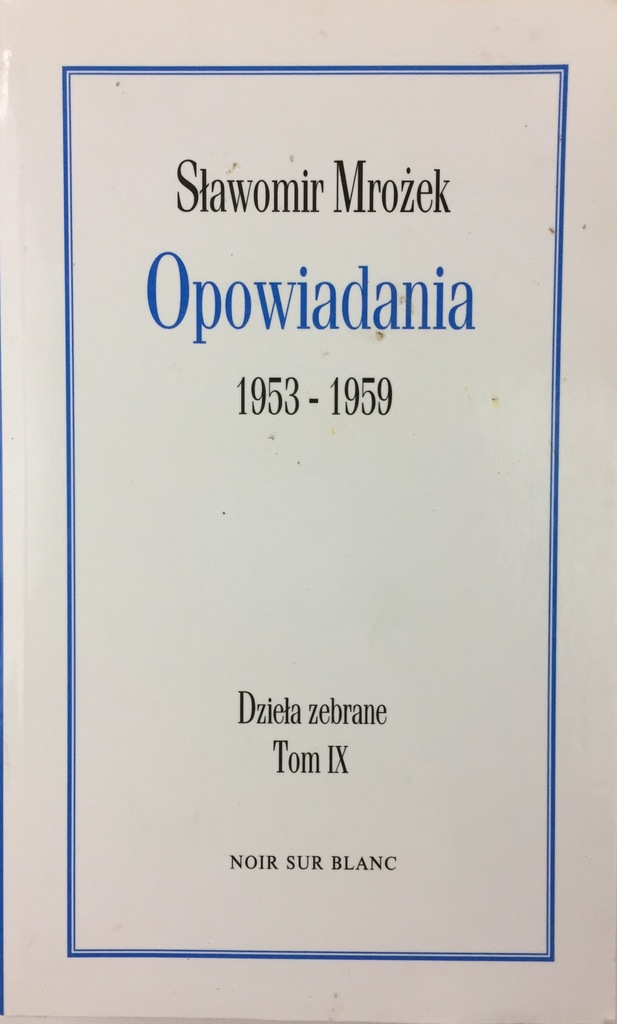 Sławomir Mrożek
Opowiadania
1953 - 1959
Dzieła zebrane
Tom IX
NOIR SUR BLANC